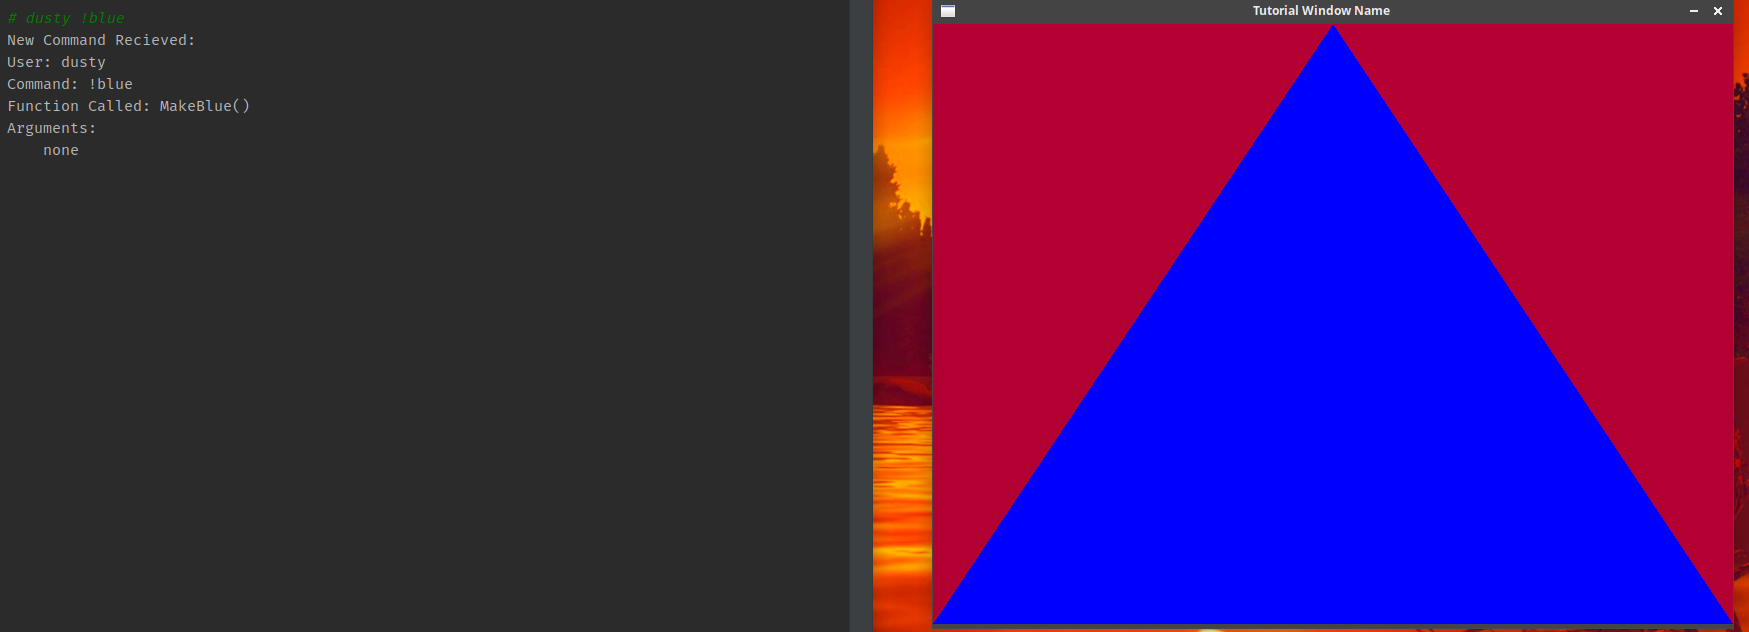 # dusty !blue
New Command Recieved:
User: dusty
Command: !blue
Function Called: MakeBlue()
Arguments:
    none
Tutorial Window Name